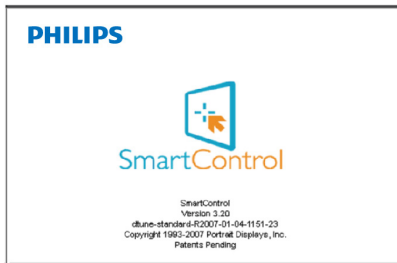 PHILIPS
SmartControl
SmartControl
Version 3.20
dtune-standard-R2007-01-04-1151-23
Copyright 1993-2007 Portrait Displays, Inc.
Patents Pending